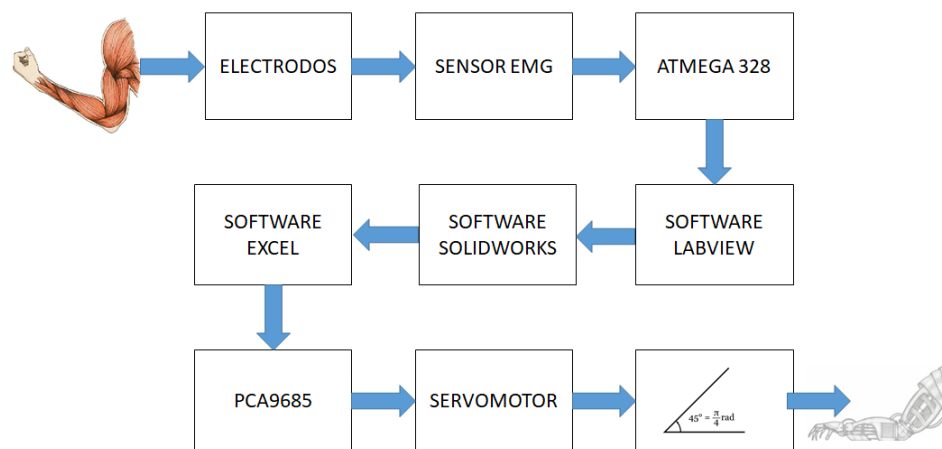 ELECTRODOS
SENSOR EMG
ATMEGA 328
SOFTWARE
EXCEL
SOFTWARE
SOLIDWORKS
SOFTWARE
LABVIEW
PCA9685
SERVOMOTOR
45° = π/4 rad